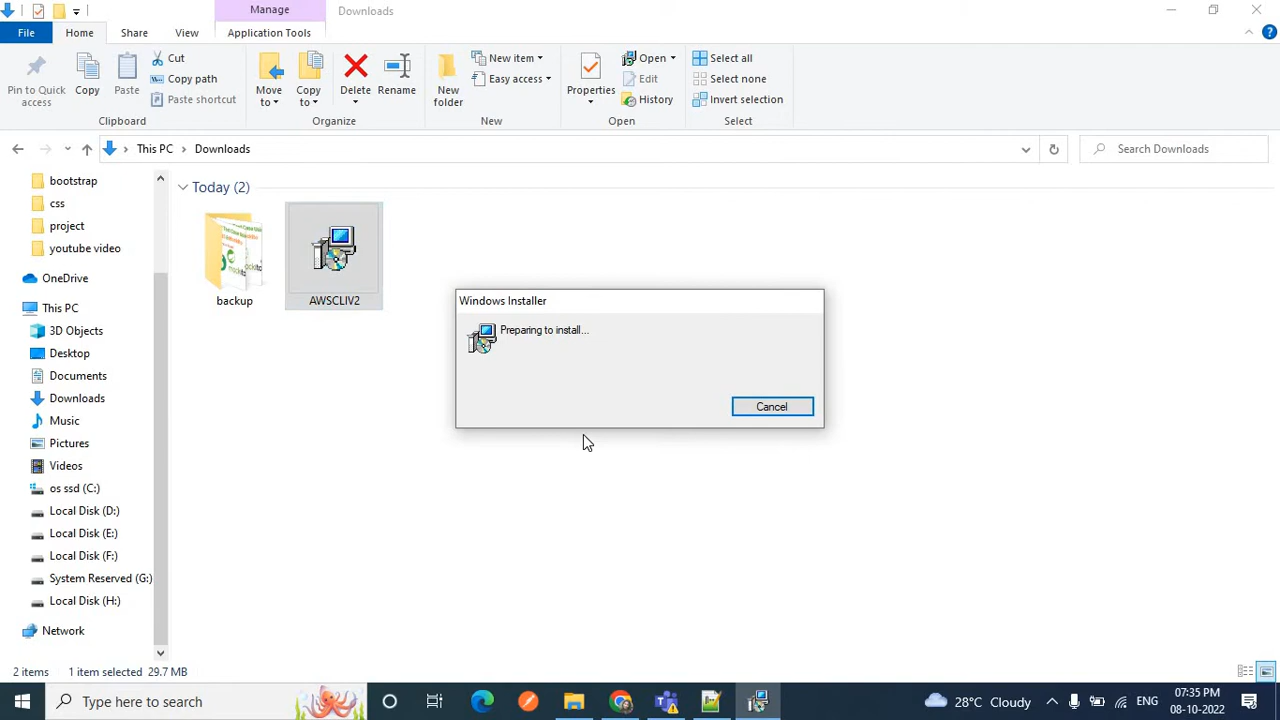 Manage
Downloads
File
Home
Share
View
Application Tools
Pin to Quick access
Copy
Paste
Cut
Copy path
Paste shortcut
Clipboard
Move to
Copy to
Delete
Rename
Organize
New folder
New item
Easy access
New
Properties
Open
Edit
History
Open
Select all
Select none
Invert selection
Select
This PC
Downloads
Search Downloads
bootstrap
css
project
youtube video
OneDrive
This PC
3D Objects
Desktop
Documents
Downloads
Music
Pictures
Videos
os ssd (C:)
Local Disk (D:)
Local Disk (E:)
Local Disk (F:)
System Reserved (G:)
Local Disk (H:)
Network
Today (2)
backup
AWSCLIV2
Windows Installer
Preparing to install...
Cancel
2 items
1 item selected 29.7 MB
Type here to search
28°C Cloudy
ENG
07:35 PM
08-10-2022